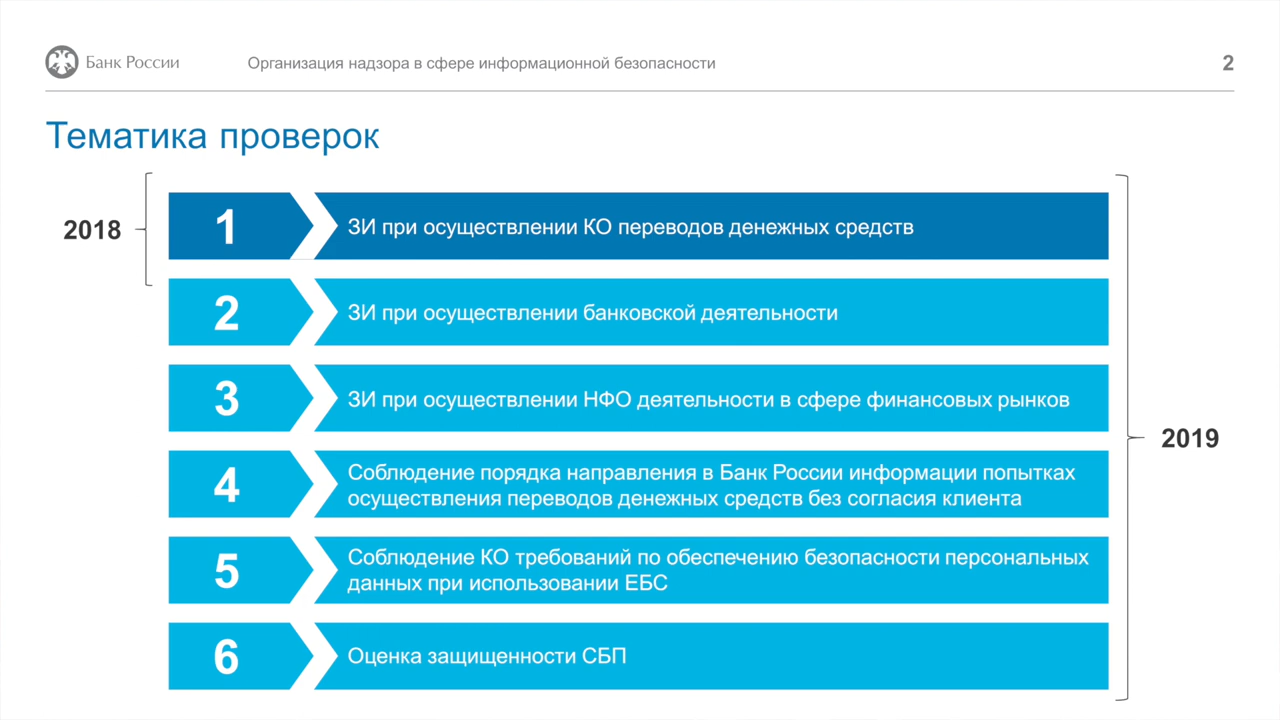 Банк России
Организация надзора в сфере информационной безопасности
2
Тематика проверок
2018
1
ЗИ при осуществлении КО переводов денежных средств
2
ЗИ при осуществлении банковской деятельности
3
ЗИ при осуществлении НФО деятельности в сфере финансовых рынков
4
Соблюдение порядка направления в Банк России информации попытках
осуществления переводов денежных средств без согласия клиента
5
Соблюдение КО требований по обеспечению безопасности персональных
данных при использовании ЕБС
6
Оценка защищенности СБП
2019